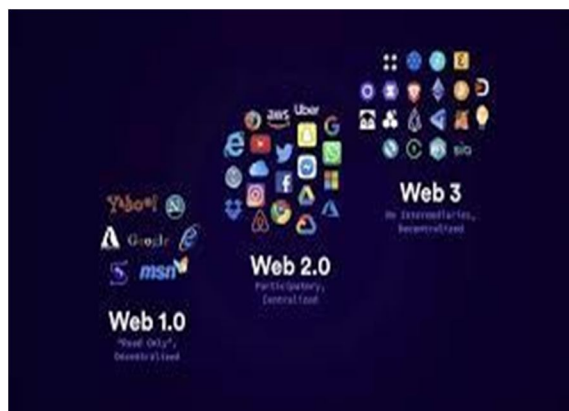 aws
Uber
Yahoo!
Google
msn
sia
Web 3
No Intermediaries,
Decentralized
Web 2.0
Participatory,
Centralized
Web 1.0
"Read Only",
Decentralized